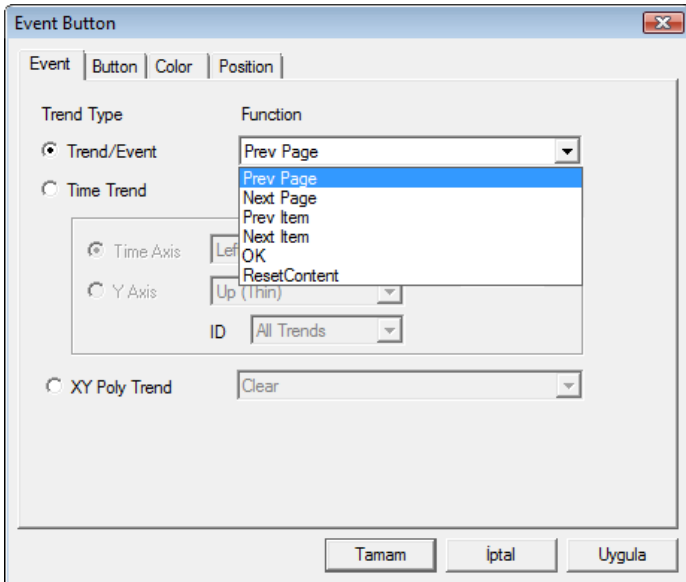 Event Button
Event Button Color Position
Trend Type Function
Trend/Event Prev Page
Prev Page
Time Trend
Next Page
Prev Item
Next Item
Time Axis Lef
OK
ResetContent
Y Axis Up (Thin)
ID All Trends
XY Poly Trend Clear
Tamam İptal Uygula